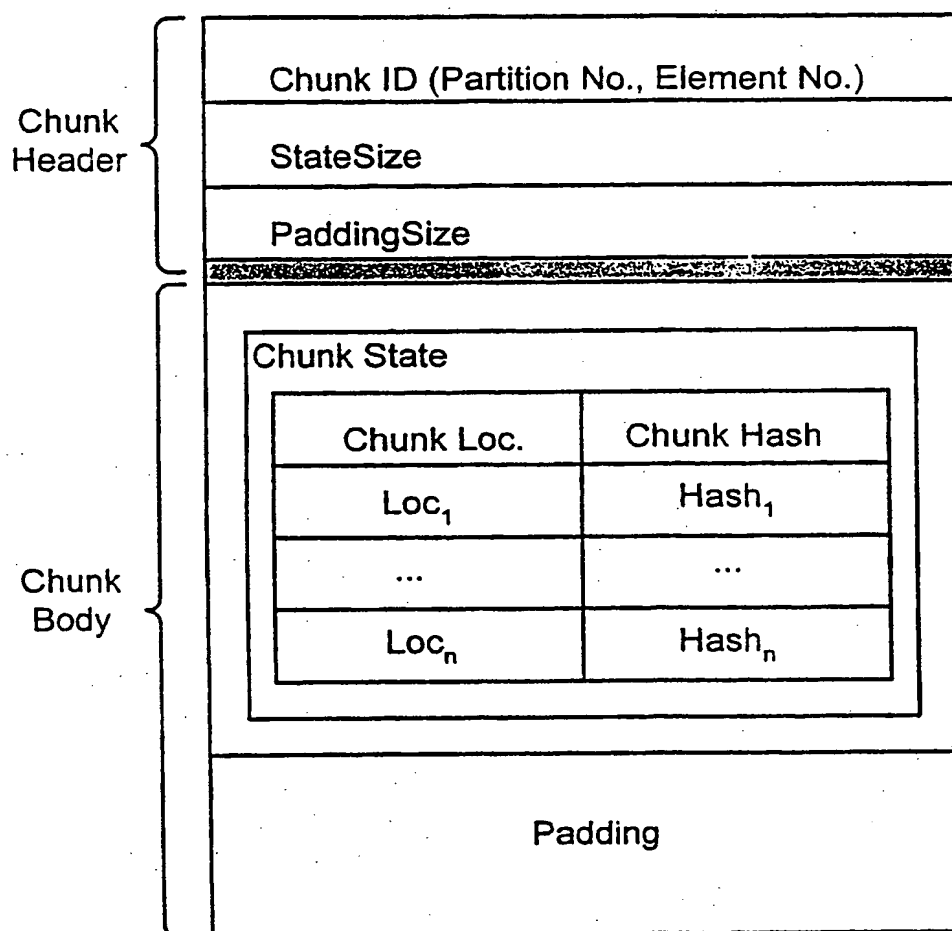 Chunk ID (Partition No., Element No.)
Chunk
Header
StateSize
PaddingSize
Chunk State
Chunk Loc. Chunk Hash
Loc₁ Hash₁
... ...
Chunk
Body
Locₙ Hashₙ
Padding